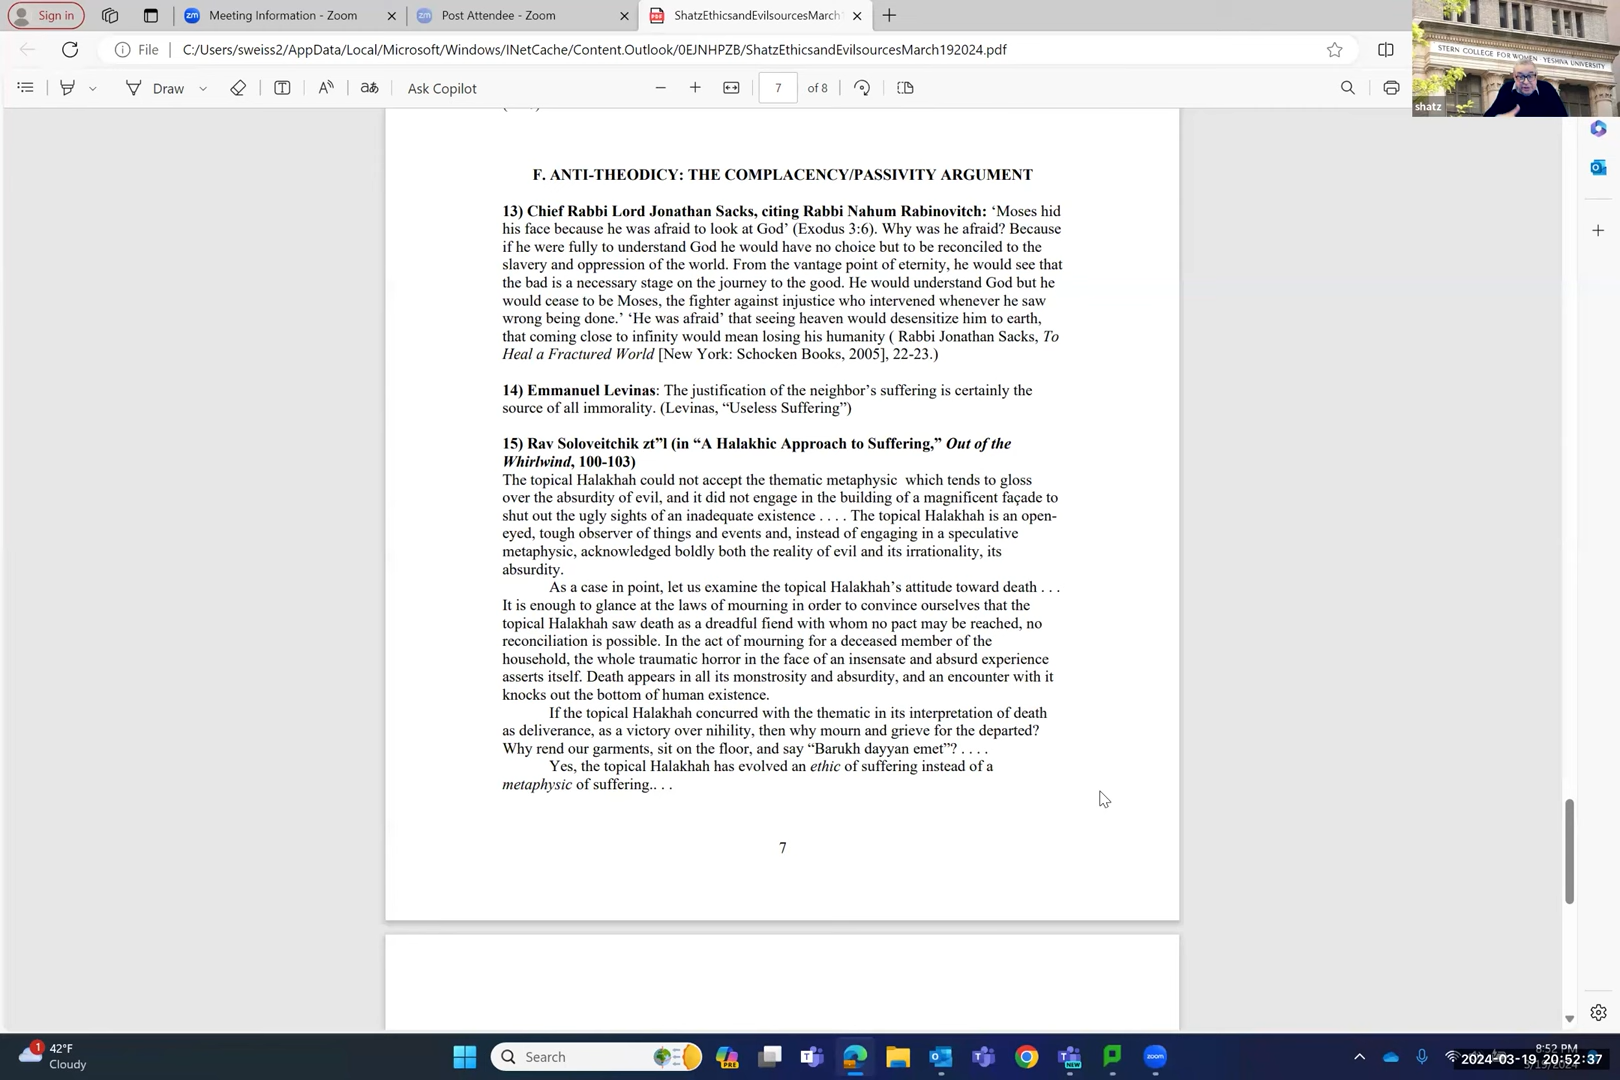 Sign in
Meeting Information - Zoom
Post Attendee - Zoom
ShatzEthicsandEvilsourcesMarch
File
C:/Users/sweiss2/AppData/Local/Microsoft/Windows/INetCache/Content.Outlook/0EJNHPZB/ShatzEthicsandEvilsourcesMarch192024.pdf
STERN COLLEGE FOR WOMEN · YESHIVA UNIVERSITY
shatz
Draw
Ask Copilot
7 of 8
F. ANTI-THEODICY: THE COMPLACENCY/PASSIVITY ARGUMENT
13) Chief Rabbi Lord Jonathan Sacks, citing Rabbi Nahum Rabinovitch: ‘Moses hid
his face because he was afraid to look at God’ (Exodus 3:6). Why was he afraid? Because
if he were fully to understand God he would have no choice but to be reconciled to the
slavery and oppression of the world. From the vantage point of eternity, he would see that
the bad is a necessary stage on the journey to the good. He would understand God but he
would cease to be Moses, the fighter against injustice who intervened whenever he saw
wrong being done.’ ‘He was afraid’ that seeing heaven would desensitize him to earth,
that coming close to infinity would mean losing his humanity ( Rabbi Jonathan Sacks, To
Heal a Fractured World [New York: Schocken Books, 2005], 22-23.)
14) Emmanuel Levinas: The justification of the neighbor’s suffering is certainly the
source of all immorality. (Levinas, “Useless Suffering”)
15) Rav Soloveitchik zt”l (in “A Halakhic Approach to Suffering,” Out of the
Whirlwind, 100-103)
The topical Halakhah could not accept the thematic metaphysic which tends to gloss
over the absurdity of evil, and it did not engage in the building of a magnificent façade to
shut out the ugly sights of an inadequate existence . . . . The topical Halakhah is an open-
eyed, tough observer of things and events and, instead of engaging in a speculative
metaphysic, acknowledged boldly both the reality of evil and its irrationality, its
absurdity.
As a case in point, let us examine the topical Halakhah’s attitude toward death . . .
It is enough to glance at the laws of mourning in order to convince ourselves that the
topical Halakhah saw death as a dreadful fiend with whom no pact may be reached, no
reconciliation is possible. In the act of mourning for a deceased member of the
household, the whole traumatic horror in the face of an insensate and absurd experience
asserts itself. Death appears in all its monstrosity and absurdity, and an encounter with it
knocks out the bottom of human existence.
If the topical Halakhah concurred with the thematic in its interpretation of death
as deliverance, as a victory over nihility, then why mourn and grieve for the departed?
Why rend our garments, sit on the floor, and say “Barukh dayyan emet”? . . . .
Yes, the topical Halakhah has evolved an ethic of suffering instead of a
metaphysic of suffering.. . .
7
1
42°F
Cloudy
Search
PRE
NEW
zoom
8:52 PM
2024-03-19 20:52:37